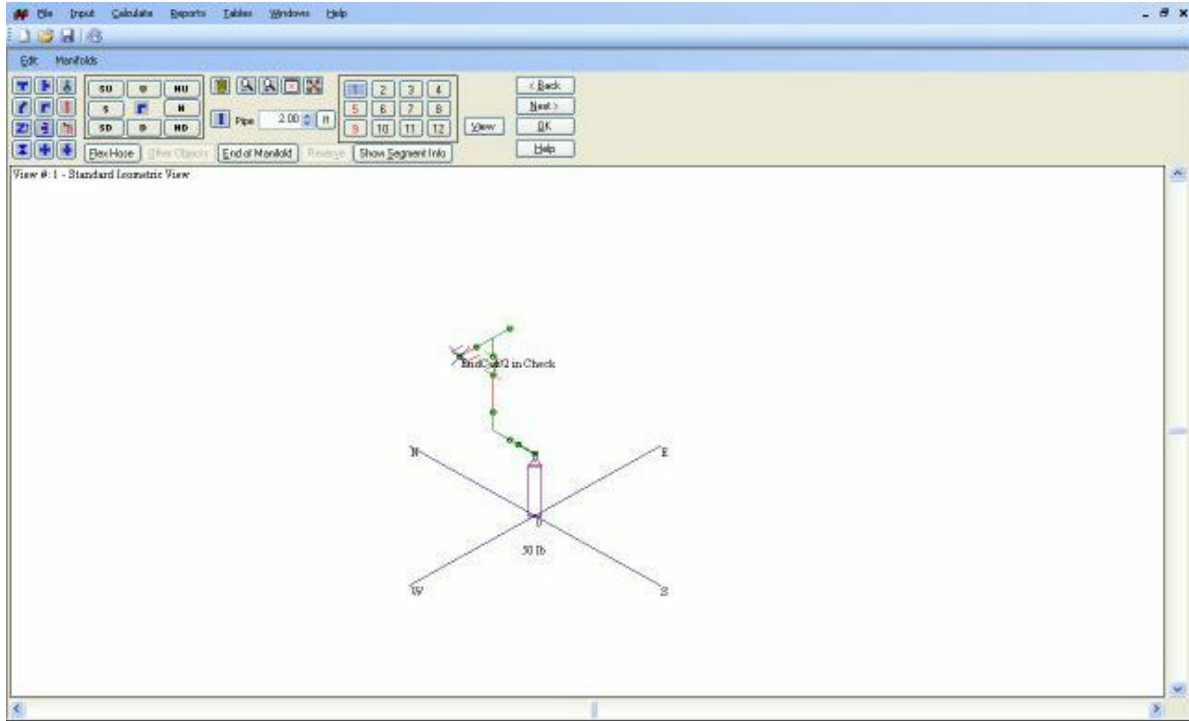 File Input Calculate Reports Tables Windows Help
Edit Manifolds
SU U NU 1 2 3 4 < Back
S N 5 6 7 8 Next >
Pipe 2.00 ft View
SD D ND 9 10 11 12 OK
Flex Hose Other Objects End of Manifold Reverse Show Segment Info Help
View #: 1 - Standard Isometric View
2 in Check
N E
50 lb
W S